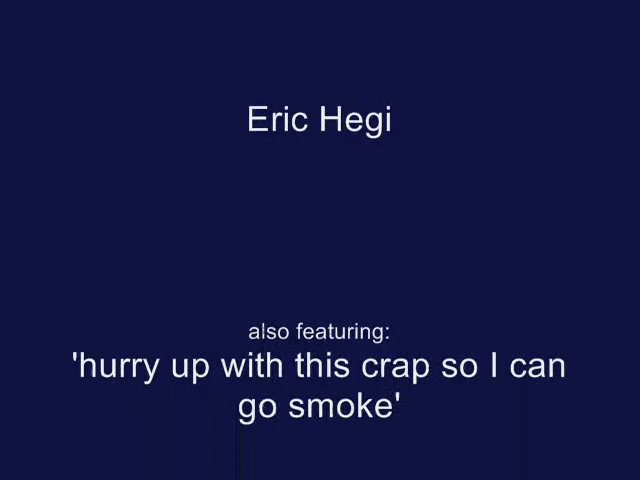 Eric Hegi
also featuring:
'hurry up with this crap so I can
go smoke'